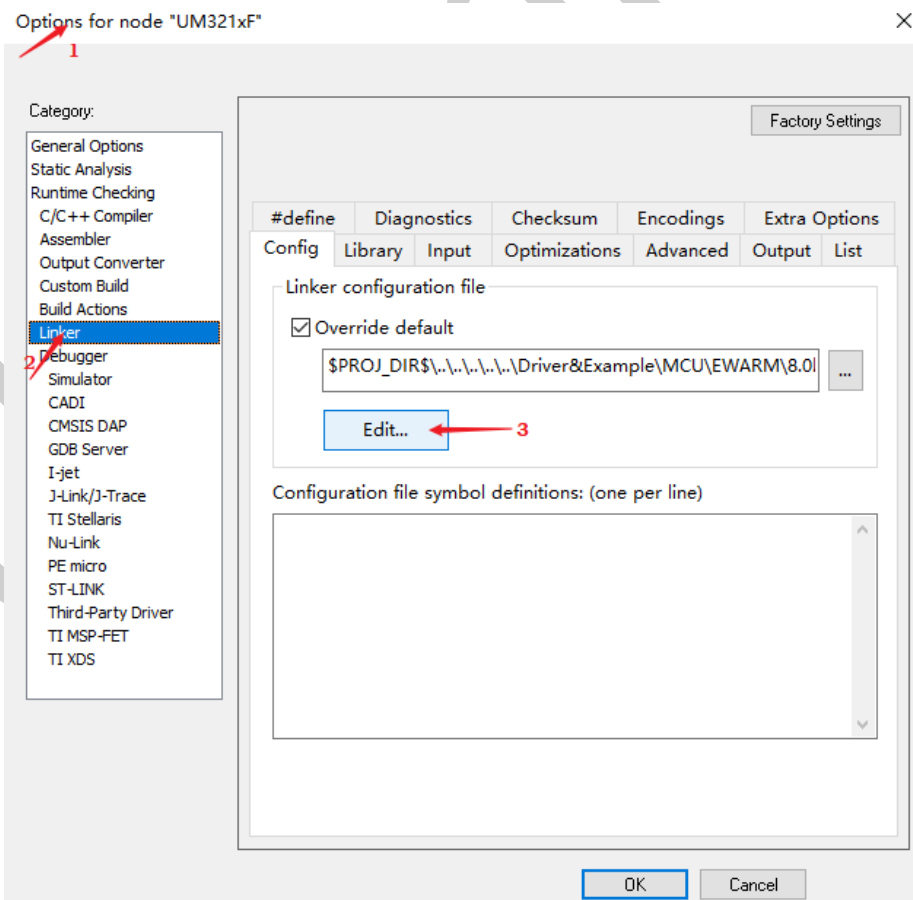 Options for node "UM321xF"
1
Category:
Factory Settings
General Options
Static Analysis
Runtime Checking
C/C++ Compiler
Assembler
Output Converter
Custom Build
Build Actions
Linker
2
Debugger
Simulator
CADI
CMSIS DAP
GDB Server
I-jet
J-Link/J-Trace
TI Stellaris
Nu-Link
PE micro
ST-LINK
Third-Party Driver
TI MSP-FET
TI XDS
#define Diagnostics Checksum Encodings Extra Options
Config Library Input Optimizations Advanced Output List
Linker configuration file
Override default
$PROJ_DIR$\..\..\..\..\..\Driver&Example\MCU\EWARM\8.0
...
Edit...
3
Configuration file symbol definitions: (one per line)
OK Cancel